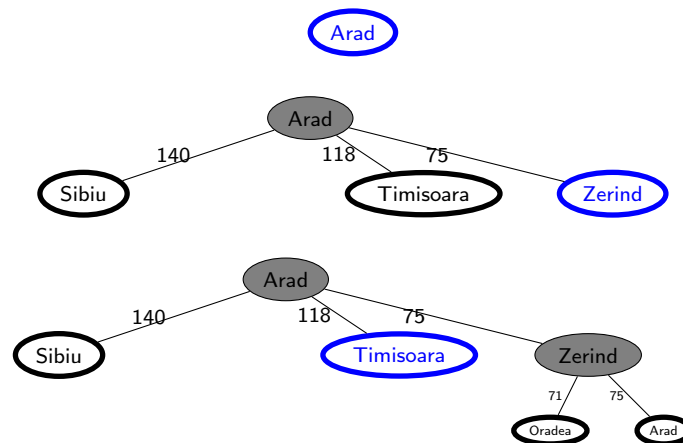 Arad
Arad
140 118 75
Sibiu Timisoara Zerind
Arad
140 118 75
Sibiu Timisoara Zerind
71 75
Oradea Arad